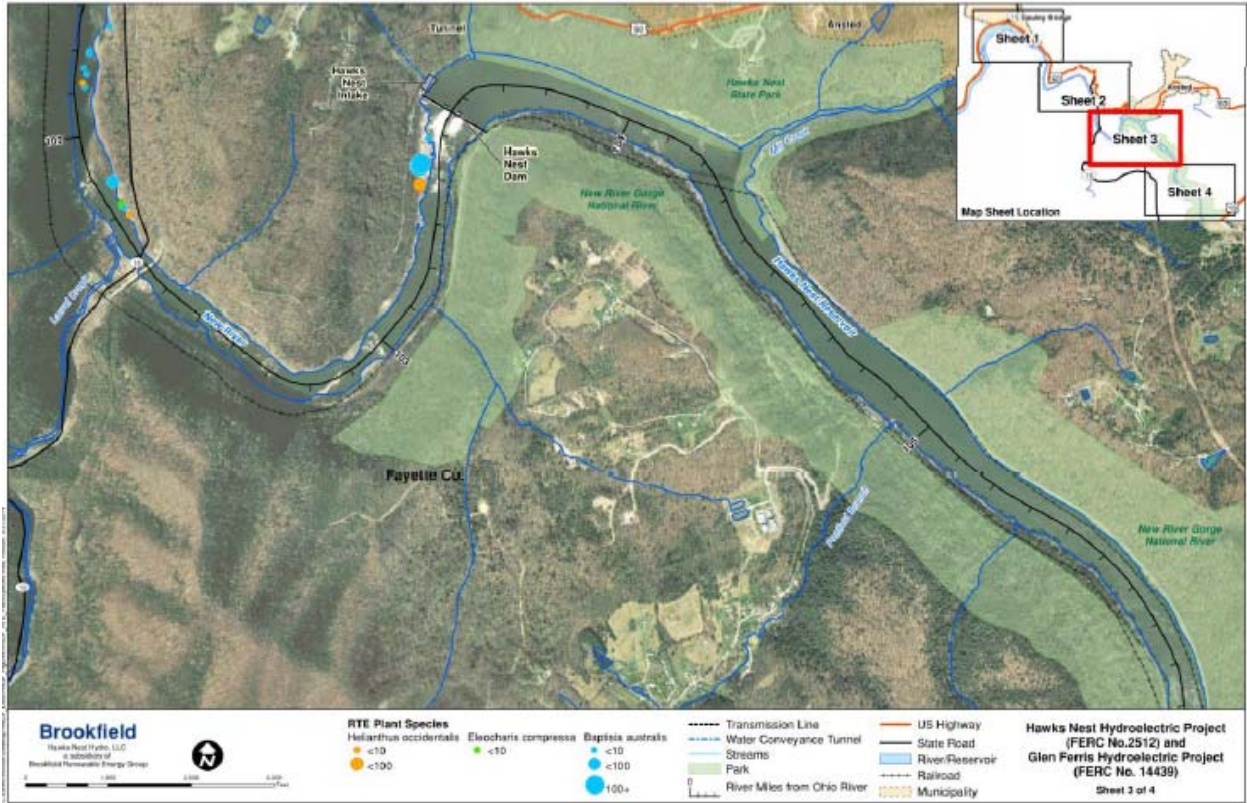 Tunnel
60
Ansted
Hawks
Nest
Intake
Hawks Nest
State Park
Hawks
Nest
Dam
New River Gorge
National River
Hawks Nest Reservoir
New River
Fayette Co.
New River Gorge
National River
Sheet 1
Sheet 2
Ansted
Sheet 3
Sheet 4
Map Sheet Location
Brookfield
Hawks Nest Hydro, LLC
a subsidiary of
Brookfield Renewable Energy Group
N
RTE Plant Species
Helianthus occidentalis
<10
<100
Eleocharis compressa
<10
Baptisia australis
<10
<100
100+
Transmission Line
Water Conveyance Tunnel
Streams
Park
River Miles from Ohio River
US Highway
State Road
River/Reservoir
Railroad
Municipality
Hawks Nest Hydroelectric Project
(FERC No.2512) and
Glen Ferris Hydroelectric Project
(FERC No. 14439)
Sheet 3 of 4